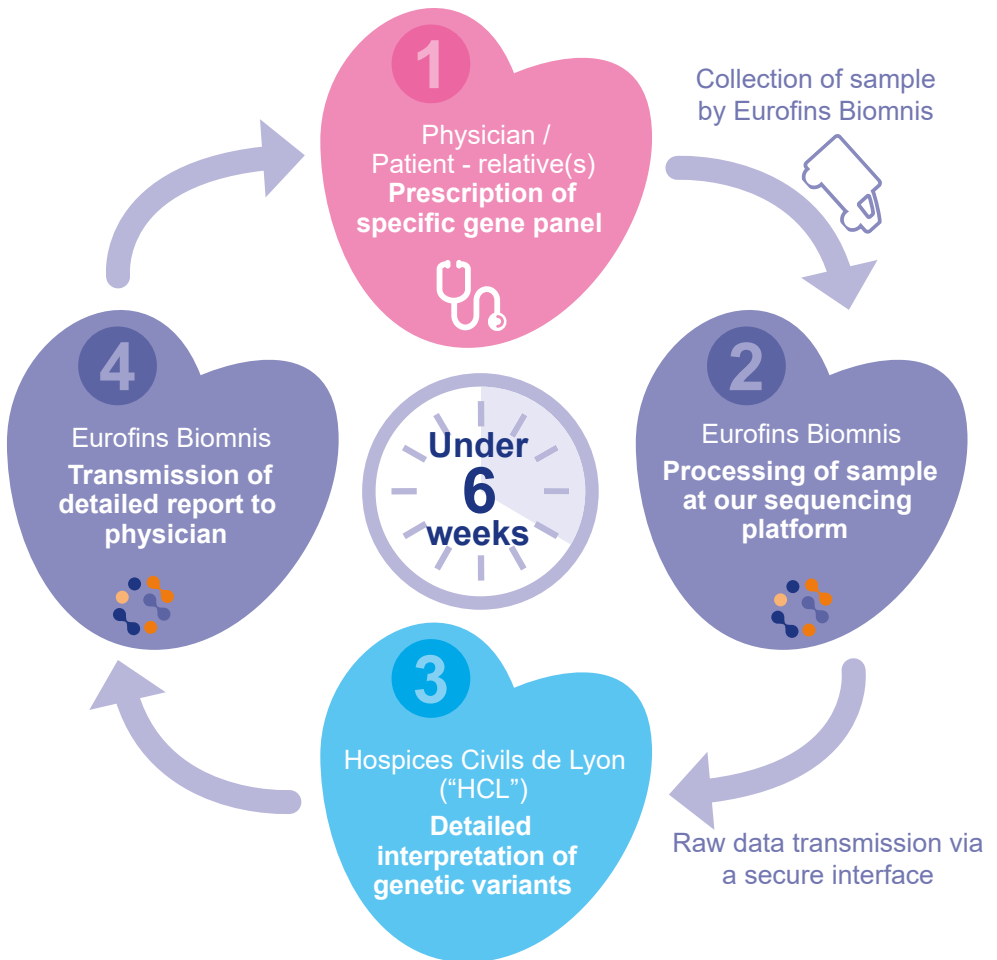 1
Physician /
Patient - relative(s)
Prescription of
specific gene panel
Collection of sample
by Eurofins Biomnis
2
Eurofins Biomnis
Processing of sample
at our sequencing
platform
Raw data transmission via
a secure interface
3
Hospices Civils de Lyon
(“HCL”)
Detailed
interpretation of
genetic variants
4
Eurofins Biomnis
Transmission of
detailed report to
physician
Under
6
weeks